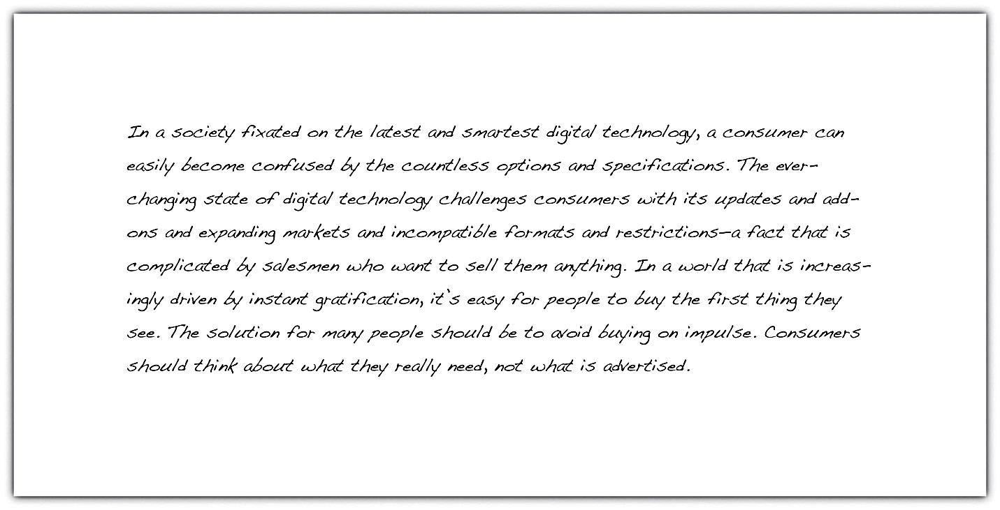 In a society fixated on the latest and smartest digital technology, a consumer can
easily become confused by the countless options and specifications. The ever-
changing state of digital technology challenges consumers with its updates and add-
ons and expanding markets and incompatible formats and restrictions—a fact that is
complicated by salesmen who want to sell them anything. In a world that is increas-
ingly driven by instant gratification, it's easy for people to buy the first thing they
see. The solution for many people should be to avoid buying on impulse. Consumers
should think about what they really need, not what is advertised.